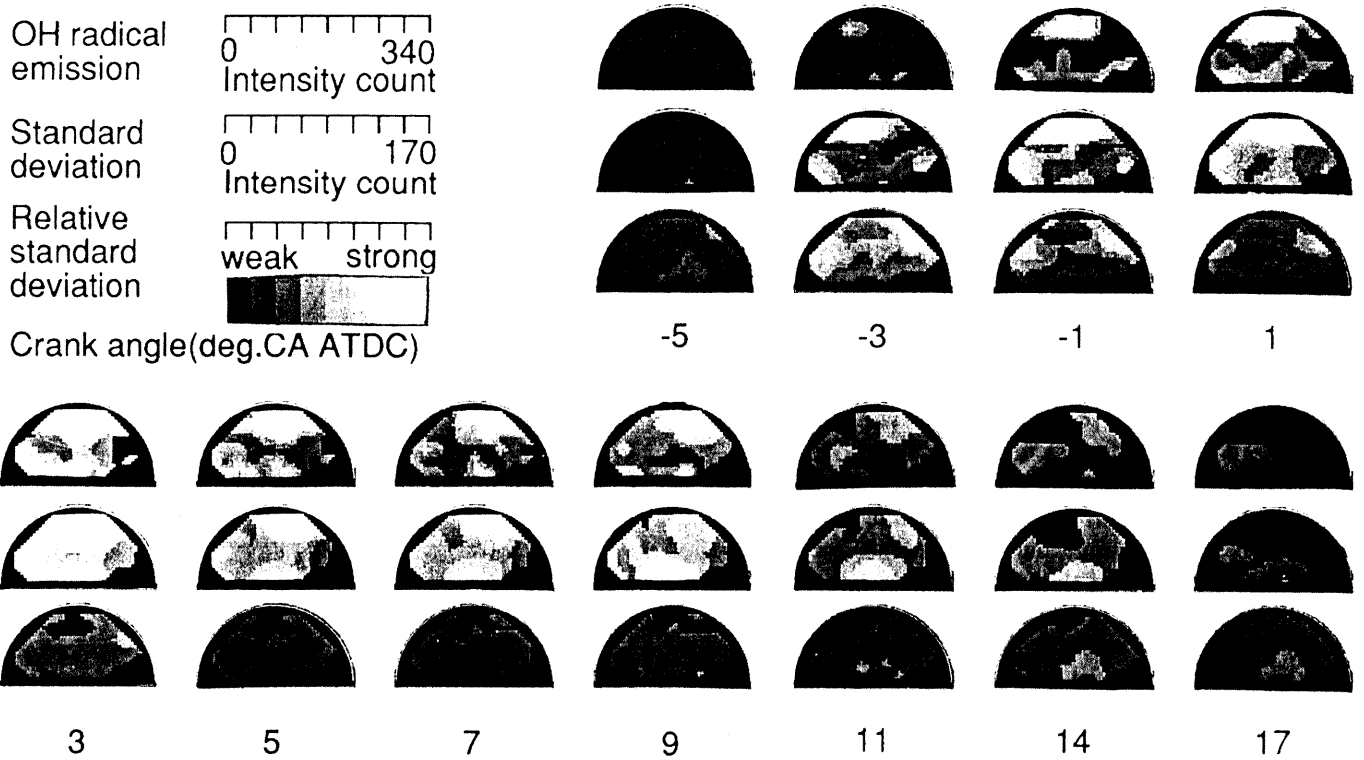 OH radical
emission
0 340
Intensity count
Standard
deviation
0 170
Intensity count
Relative
standard
deviation
weak strong
Crank angle(deg.CA ATDC)
-5 -3 -1 1
3 5 7 9 11 14 17